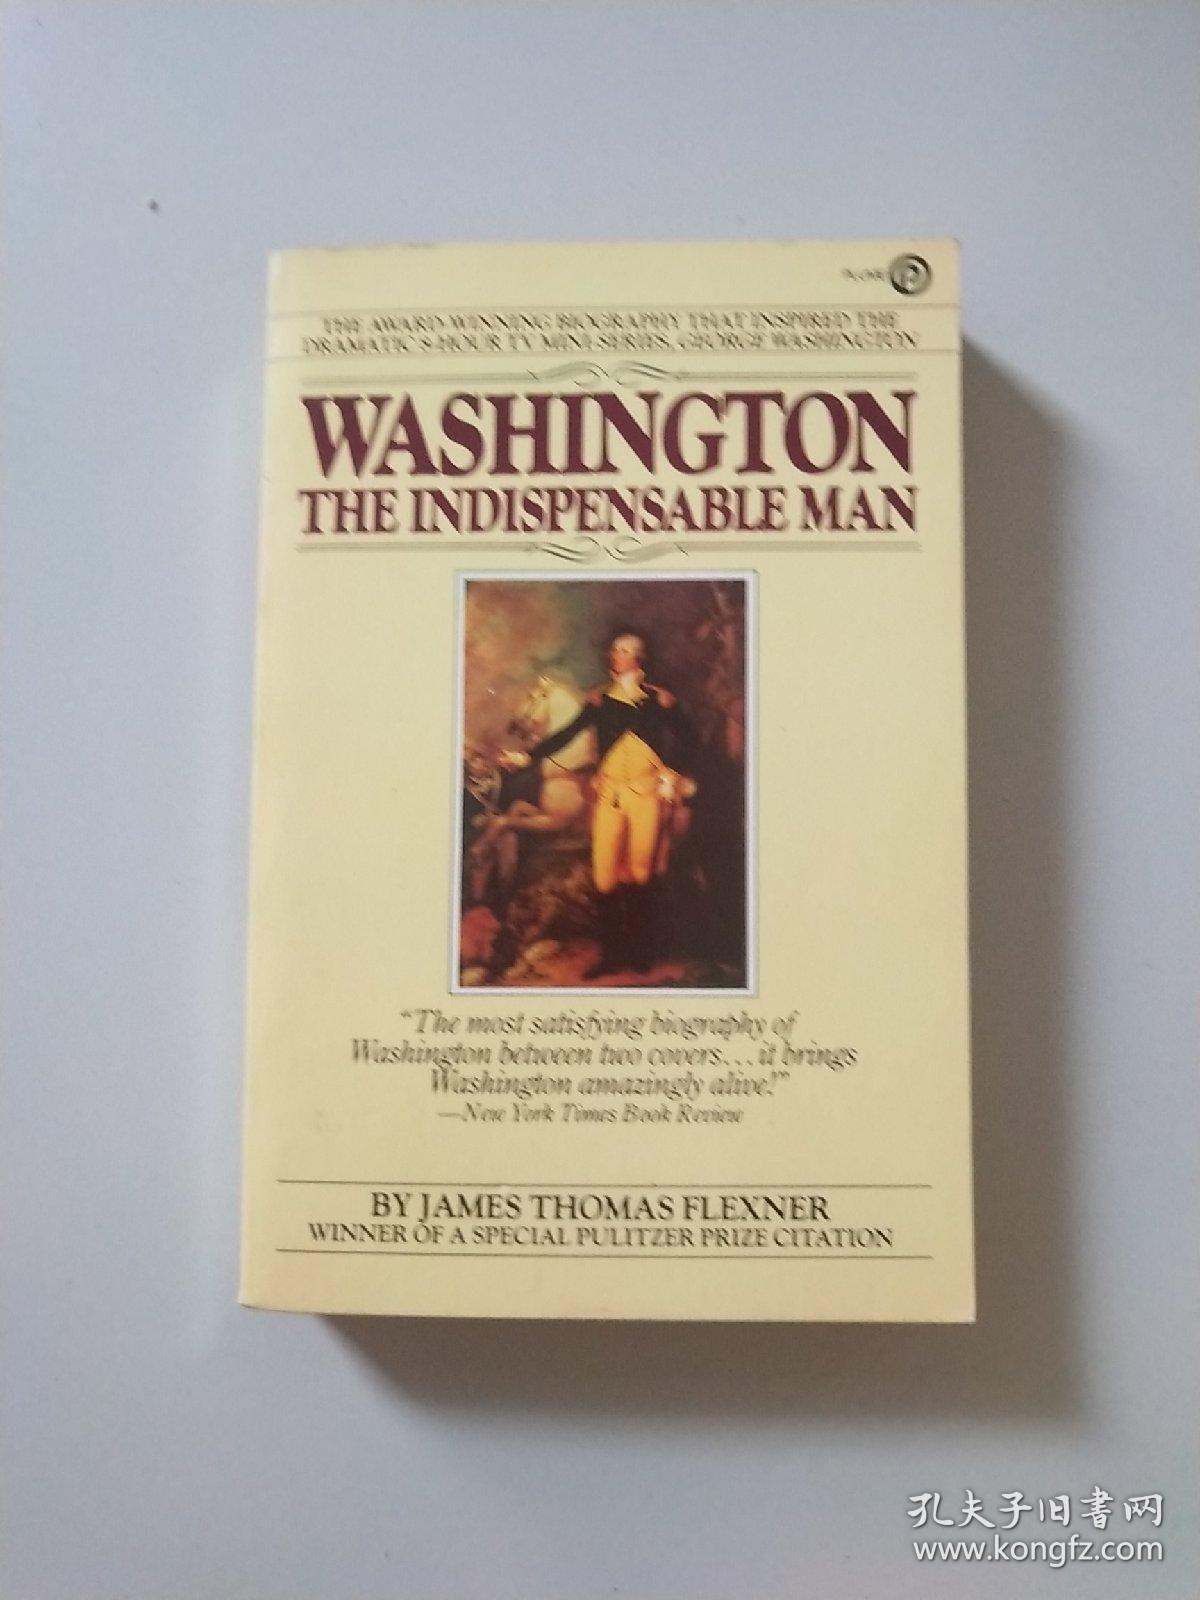 PLUME
THE AWARD-WINNING BIOGRAPHY THAT INSPIRED THE
DRAMATIC 8-HOUR TV MINI-SERIES, GEORGE WASHINGTON
WASHINGTON
THE INDISPENSABLE MAN
"The most satisfying biography of
Washington between two covers...it brings
Washington amazingly alive!"
—New York Times Book Review
BY JAMES THOMAS FLEXNER
WINNER OF A SPECIAL PULITZER PRIZE CITATION
孔夫子旧书网
www.kongfz.com